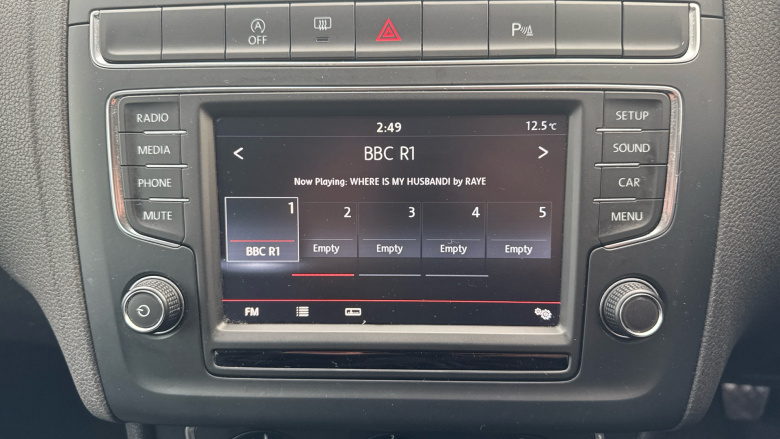 A OFF
P
RADIO
MEDIA
PHONE
MUTE
2:49
12.5°C
< BBC R1 >
Now Playing: WHERE IS MY HUSBAND! by RAYE
1 2 3 4 5
BBC R1 Empty Empty Empty Empty
FM
SETUP
SOUND
CAR
MENU